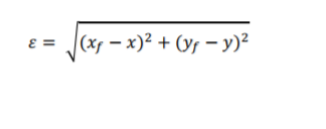 ε = √(x_f − x)² + (y_f − y)²